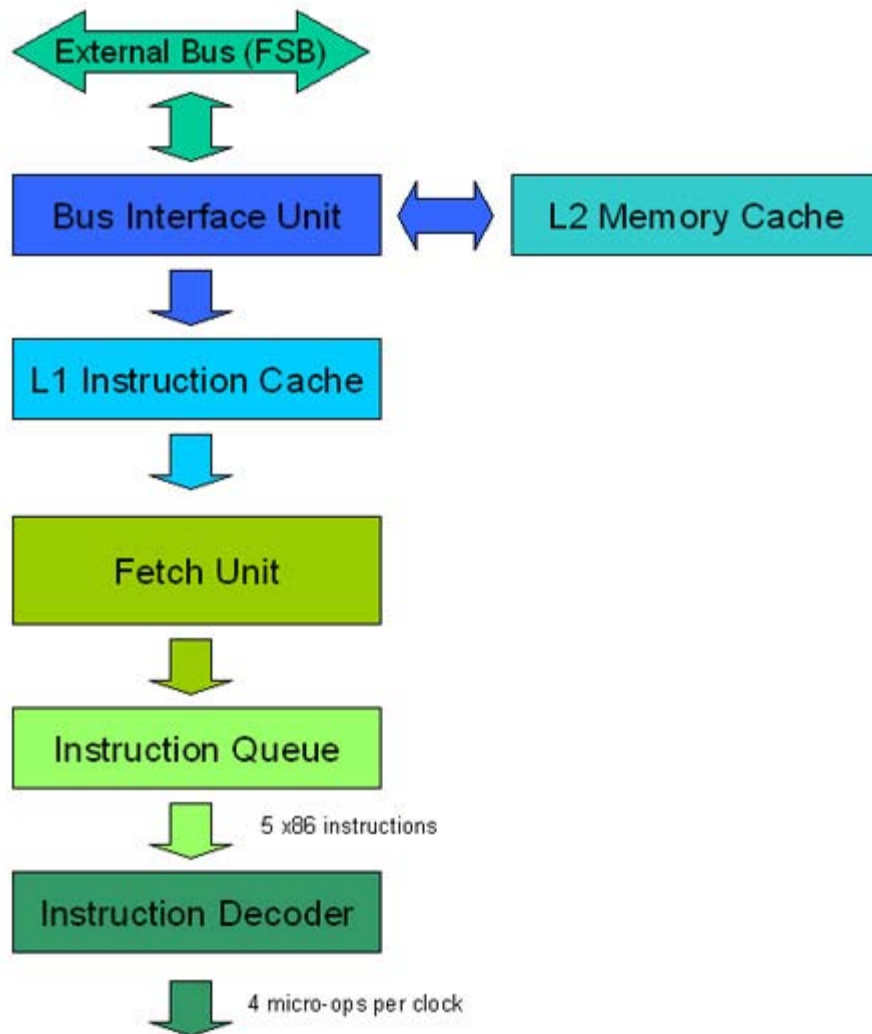 External Bus (FSB)
Bus Interface Unit
L2 Memory Cache
L1 Instruction Cache
Fetch Unit
Instruction Queue
5 x86 instructions
Instruction Decoder
4 micro-ops per clock